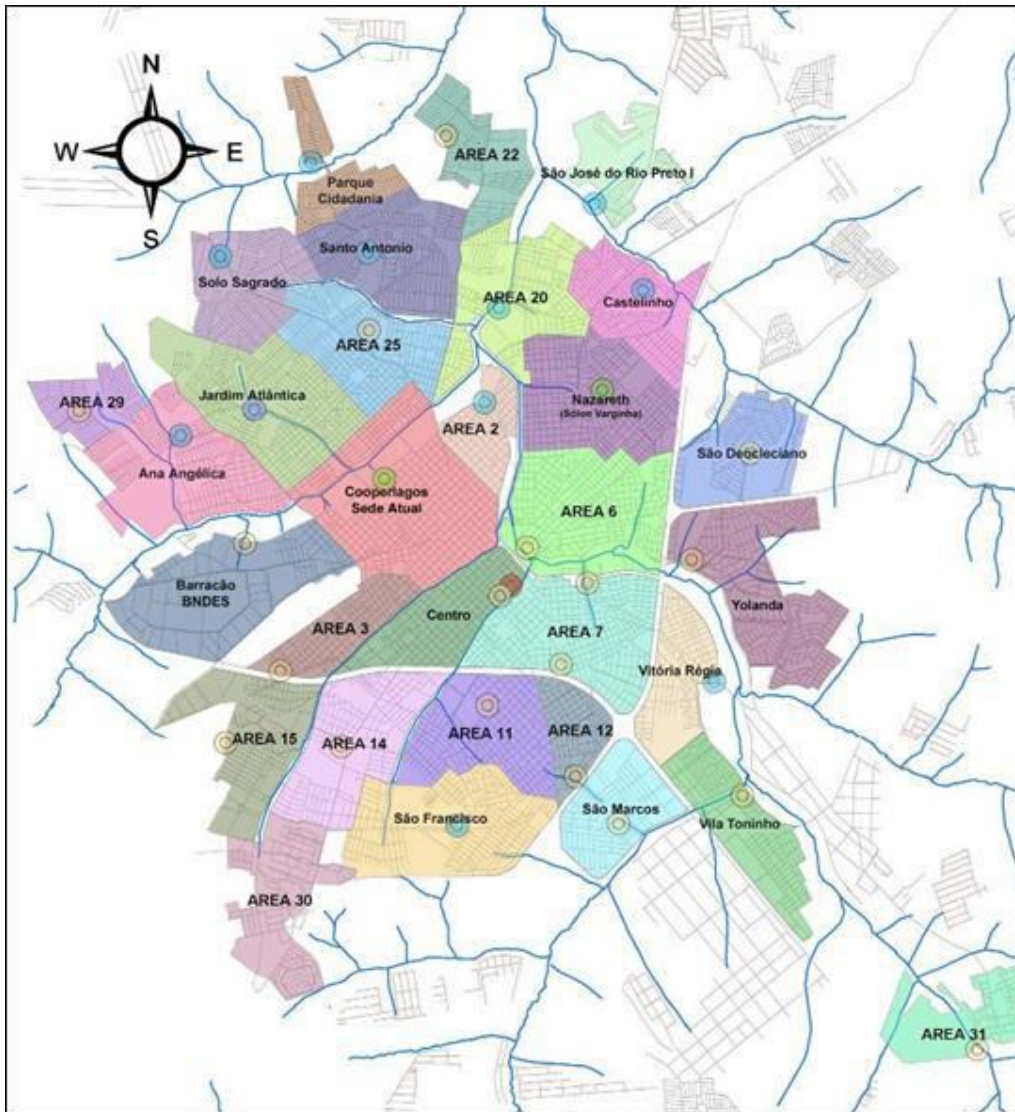 N
W
E
S
AREA 22
São José do Rio Preto I
Parque
Cidadania
Santo Antonio
Solo Sagrado
AREA 20
Castelinho
AREA 25
Jardim Atlântica
AREA 29
AREA 2
Nazareth
(Sólon Varginha)
Ana Angélica
São Deocleciano
Cooperlagos
Sede Atual
AREA 6
Barracão
BNDES
AREA 3
Centro
AREA 7
Yolanda
Vitória Régia
AREA 15
AREA 14
AREA 11
AREA 12
São Francisco
São Marcos
Vila Toninho
AREA 30
AREA 31